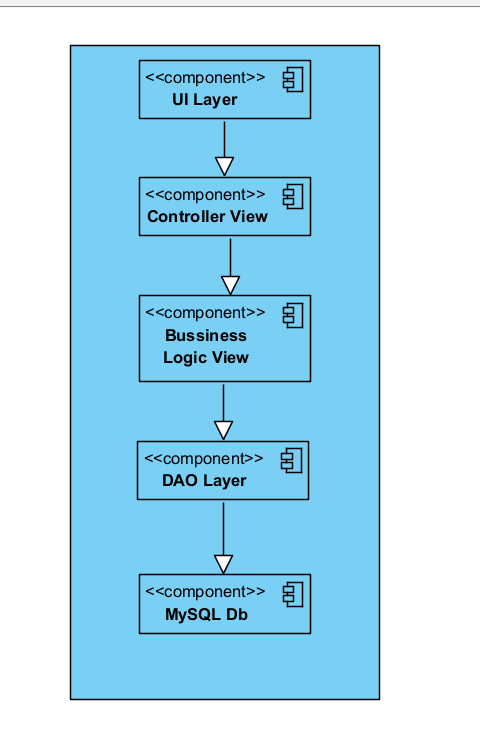 <<component>>
UI Layer
<<component>>
Controller View
<<component>>
Bussiness
Logic View
<<component>>
DAO Layer
<<component>>
MySQL Db